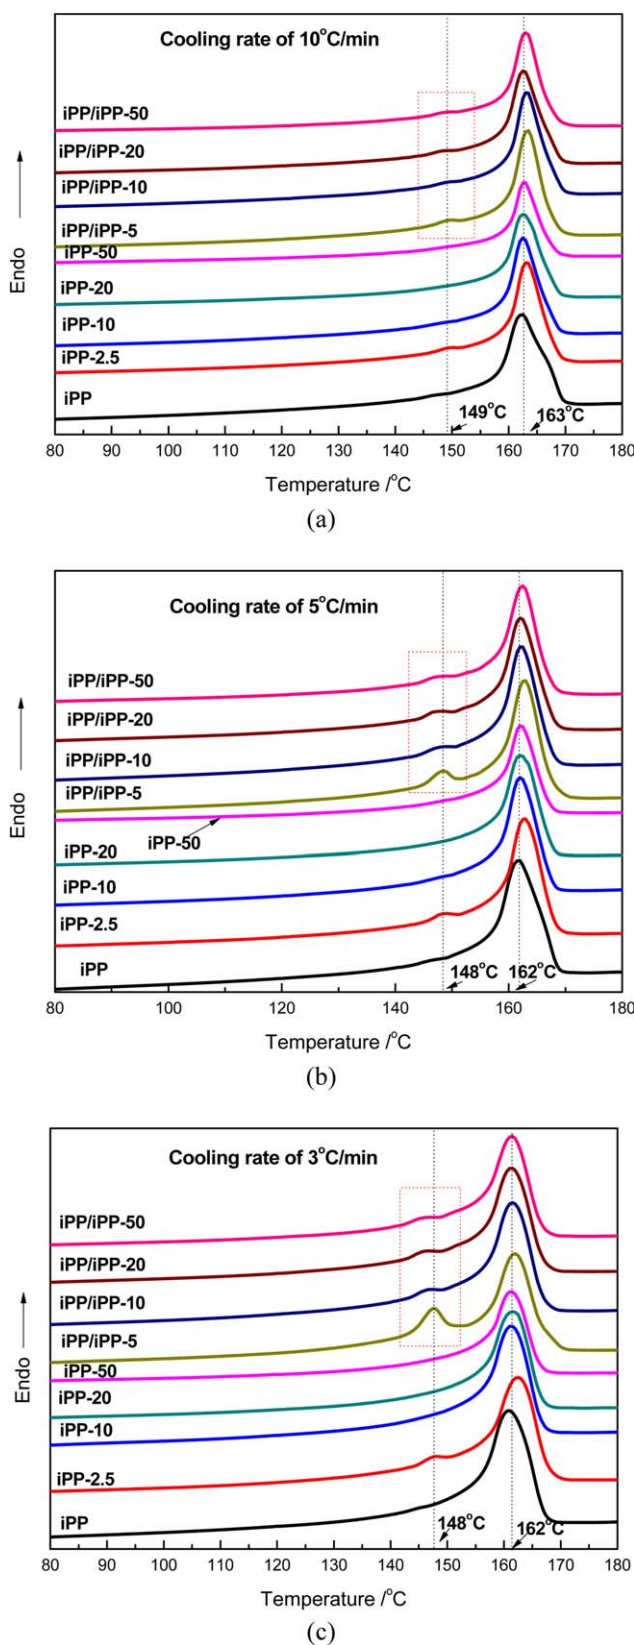 Cooling rate of 10°C/min
iPP/iPP-50
iPP/iPP-20
iPP/iPP-10
iPP/iPP-5
iPP-50
iPP-20
iPP-10
iPP-2.5
iPP
149°C
163°C
Endo
80 90 100 110 120 130 140 150 160 170 180
Temperature /°C
(a)
Cooling rate of 5°C/min
iPP/iPP-50
iPP/iPP-20
iPP/iPP-10
iPP/iPP-5
iPP-50
iPP-20
iPP-10
iPP-2.5
iPP
148°C
162°C
Endo
80 100 120 140 160 180
Temperature /°C
(b)
Cooling rate of 3°C/min
iPP/iPP-50
iPP/iPP-20
iPP/iPP-10
iPP/iPP-5
iPP-50
iPP-20
iPP-10
iPP-2.5
iPP
148°C
162°C
Endo
80 90 100 110 120 130 140 150 160 170 180
Temperature /°C
(c)